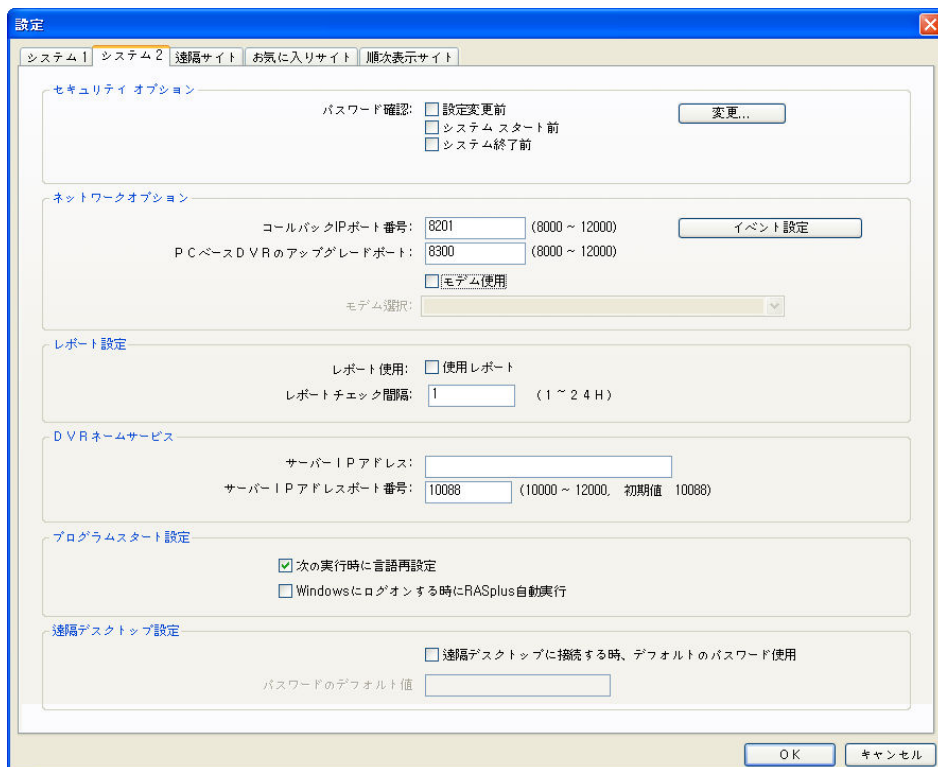 設定
システム1 システム2 遠隔サイト お気に入りサイト 順次表示サイト
セキュリティ オプション
パスワード確認: 設定変更前 変更...
システム スタート前
システム終了前
ネットワークオプション
コールバックIPポート番号: 8201 (8000 ~ 12000) イベント設定
PCベースDVRのアップグレードポート: 8300 (8000 ~ 12000)
モデム使用
モデム選択:
レポート設定
レポート使用: 使用レポート
レポートチェック間隔: 1 (1~24H)
DVRネームサービス
サーバーIPアドレス:
サーバーIPアドレスポート番号: 10088 (10000 ~ 12000, 初期値 10088)
プログラムスタート設定
次の実行時に言語再設定
Windowsにログオンする時にRASplus自動実行
遠隔デスクトップ設定
遠隔デスクトップに接続する時、デフォルトのパスワード使用
パスワードのデフォルト値
OK キャンセル